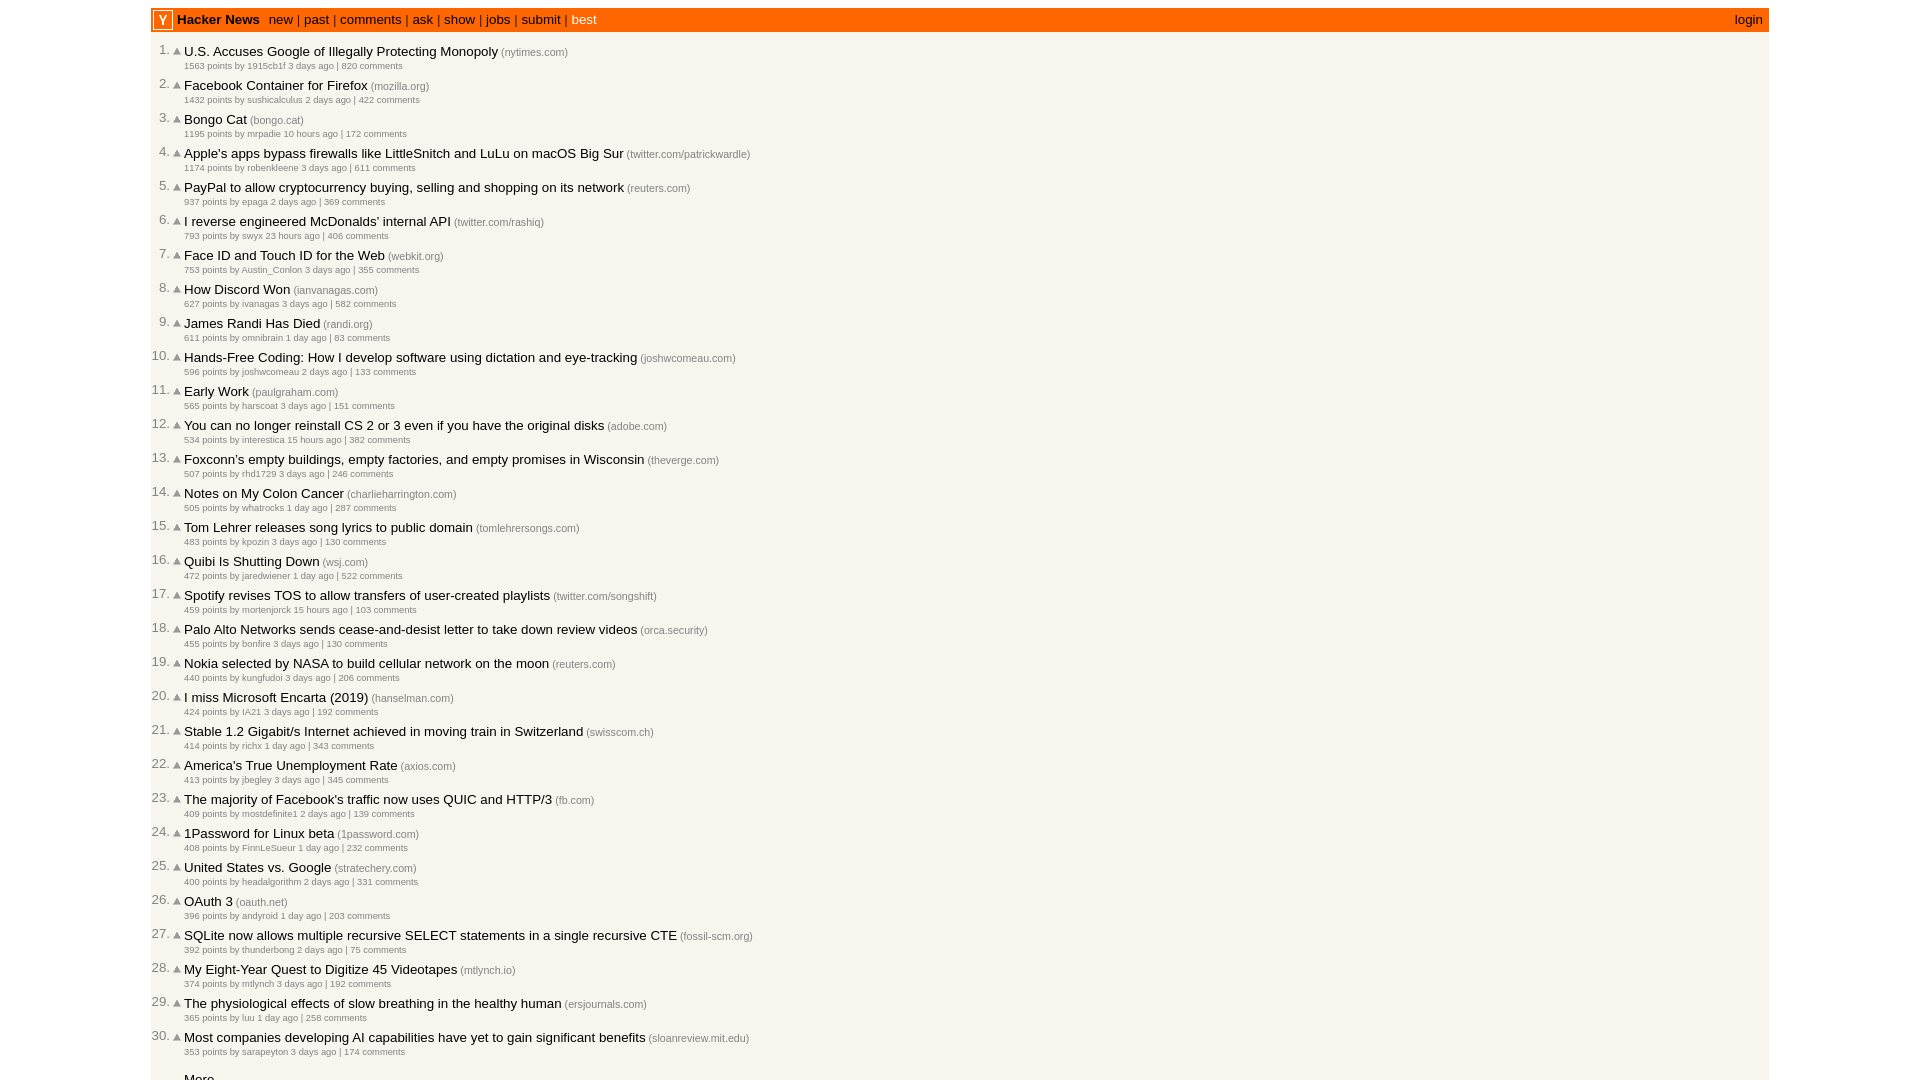 Y Hacker News new | past | comments | ask | show | jobs | submit | best login
1. U.S. Accuses Google of Illegally Protecting Monopoly (nytimes.com)
1563 points by 1915cb1f 3 days ago | 820 comments
2. Facebook Container for Firefox (mozilla.org)
1432 points by sushicalculus 2 days ago | 422 comments
3. Bongo Cat (bongo.cat)
1195 points by mrpadie 10 hours ago | 172 comments
4. Apple's apps bypass firewalls like LittleSnitch and LuLu on macOS Big Sur (twitter.com/patrickwardle)
1174 points by robenkleene 3 days ago | 611 comments
5. PayPal to allow cryptocurrency buying, selling and shopping on its network (reuters.com)
937 points by epaga 2 days ago | 369 comments
6. I reverse engineered McDonalds’ internal API (twitter.com/rashiq)
793 points by swyx 23 hours ago | 406 comments
7. Face ID and Touch ID for the Web (webkit.org)
753 points by Austin_Conlon 3 days ago | 355 comments
8. How Discord Won (ianvanagas.com)
627 points by ivanagas 3 days ago | 582 comments
9. James Randi Has Died (randi.org)
611 points by omnibrain 1 day ago | 83 comments
10. Hands-Free Coding: How I develop software using dictation and eye-tracking (joshwcomeau.com)
596 points by joshwcomeau 2 days ago | 133 comments
11. Early Work (paulgraham.com)
565 points by harscoat 3 days ago | 151 comments
12. You can no longer reinstall CS 2 or 3 even if you have the original disks (adobe.com)
534 points by interestica 15 hours ago | 382 comments
13. Foxconn’s empty buildings, empty factories, and empty promises in Wisconsin (theverge.com)
507 points by rhd1729 3 days ago | 246 comments
14. Notes on My Colon Cancer (charlieharrington.com)
505 points by whatrocks 1 day ago | 287 comments
15. Tom Lehrer releases song lyrics to public domain (tomlehrersongs.com)
483 points by kpozin 3 days ago | 130 comments
16. Quibi Is Shutting Down (wsj.com)
472 points by jaredwiener 1 day ago | 522 comments
17. Spotify revises TOS to allow transfers of user-created playlists (twitter.com/songshift)
459 points by mortenjorck 15 hours ago | 103 comments
18. Palo Alto Networks sends cease-and-desist letter to take down review videos (orca.security)
455 points by bonfire 3 days ago | 130 comments
19. Nokia selected by NASA to build cellular network on the moon (reuters.com)
440 points by kungfudoi 3 days ago | 206 comments
20. I miss Microsoft Encarta (2019) (hanselman.com)
424 points by IA21 3 days ago | 192 comments
21. Stable 1.2 Gigabit/s Internet achieved in moving train in Switzerland (swisscom.ch)
414 points by richx 1 day ago | 343 comments
22. America's True Unemployment Rate (axios.com)
413 points by jbegley 3 days ago | 345 comments
23. The majority of Facebook's traffic now uses QUIC and HTTP/3 (fb.com)
409 points by mostdefinite1 2 days ago | 139 comments
24. 1Password for Linux beta (1password.com)
408 points by FinnLeSueur 1 day ago | 232 comments
25. United States vs. Google (stratechery.com)
400 points by headalgorithm 2 days ago | 331 comments
26. OAuth 3 (oauth.net)
396 points by andyroid 1 day ago | 203 comments
27. SQLite now allows multiple recursive SELECT statements in a single recursive CTE (fossil-scm.org)
392 points by thunderbong 2 days ago | 75 comments
28. My Eight-Year Quest to Digitize 45 Videotapes (mtlynch.io)
374 points by mtlynch 3 days ago | 192 comments
29. The physiological effects of slow breathing in the healthy human (ersjournals.com)
365 points by luu 1 day ago | 258 comments
30. Most companies developing AI capabilities have yet to gain significant benefits (sloanreview.mit.edu)
353 points by sarapeyton 3 days ago | 174 comments
More